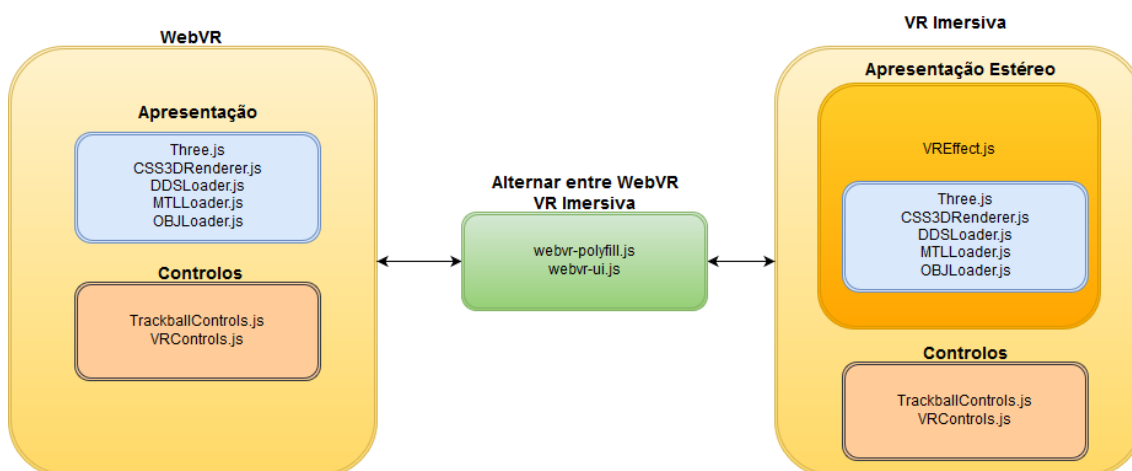 WebVR
Apresentação
Three.js
CSS3DRenderer.js
DDSLoader.js
MTLLoader.js
OBJLoader.js
Controlos
TrackballControls.js
VRControls.js
Alternar entre WebVR
VR Imersiva
webvr-polyfill.js
webvr-ui.js
VR Imersiva
Apresentação Estéreo
VREffect.js
Three.js
CSS3DRenderer.js
DDSLoader.js
MTLLoader.js
OBJLoader.js
Controlos
TrackballControls.js
VRControls.js